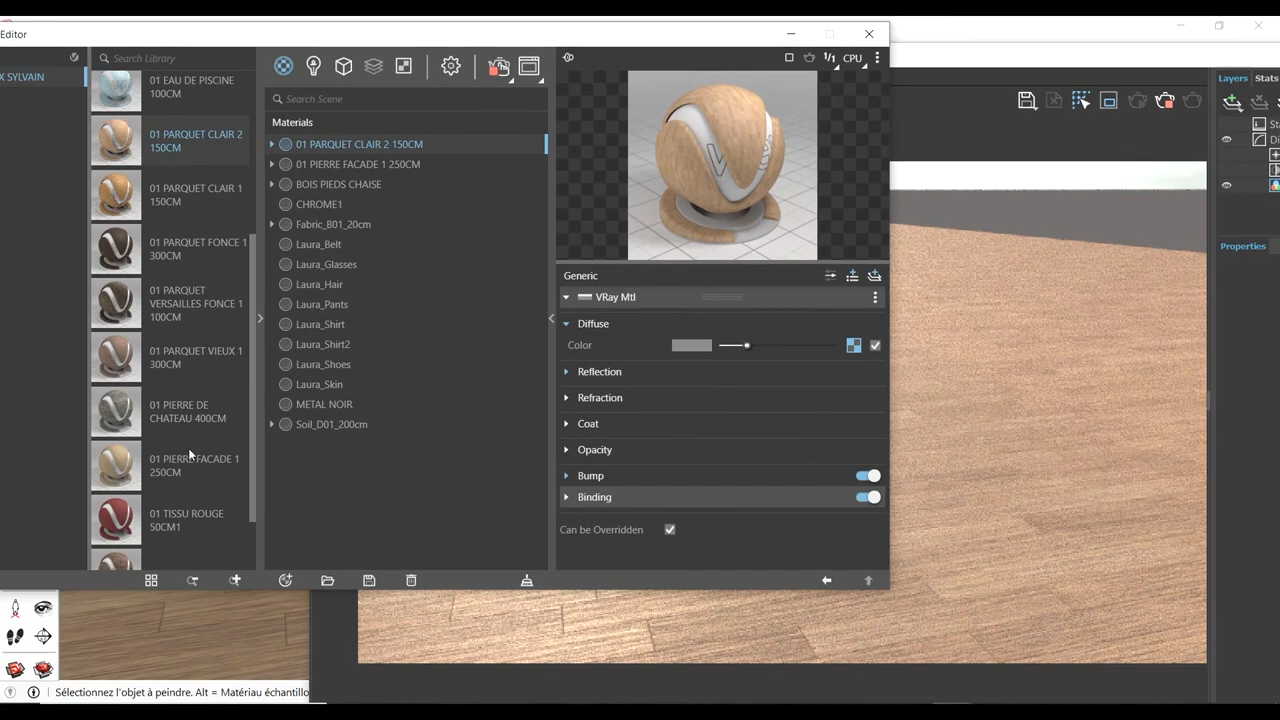 Editor
X SYLVAIN
Search Library
01 EAU DE PISCINE
100CM
01 PARQUET CLAIR 2
150CM
01 PARQUET CLAIR 1
150CM
01 PARQUET FONCE 1
300CM
01 PARQUET
VERSAILLES FONCE 1
100CM
01 PARQUET VIEUX 1
300CM
01 PIERRE DE
CHATEAU 400CM
01 PIERRE FACADE 1
250CM
01 TISSU ROUGE
50CM1
Search Scene
Materials
01 PARQUET CLAIR 2 150CM
01 PIERRE FACADE 1 250CM
BOIS PIEDS CHAISE
CHROME1
Fabric_B01_20cm
Laura_Belt
Laura_Glasses
Laura_Hair
Laura_Pants
Laura_Shirt
Laura_Shirt2
Laura_Shoes
Laura_Skin
METAL NOIR
Soil_D01_200cm
1/1 CPU
Generic
VRay Mtl
Diffuse
Color
Reflection
Refraction
Coat
Opacity
Bump
Binding
Can be Overridden
Layers Stats
Sta
Di
Properties
Sélectionnez l'objet à peindre. Alt = Matériau échantillo